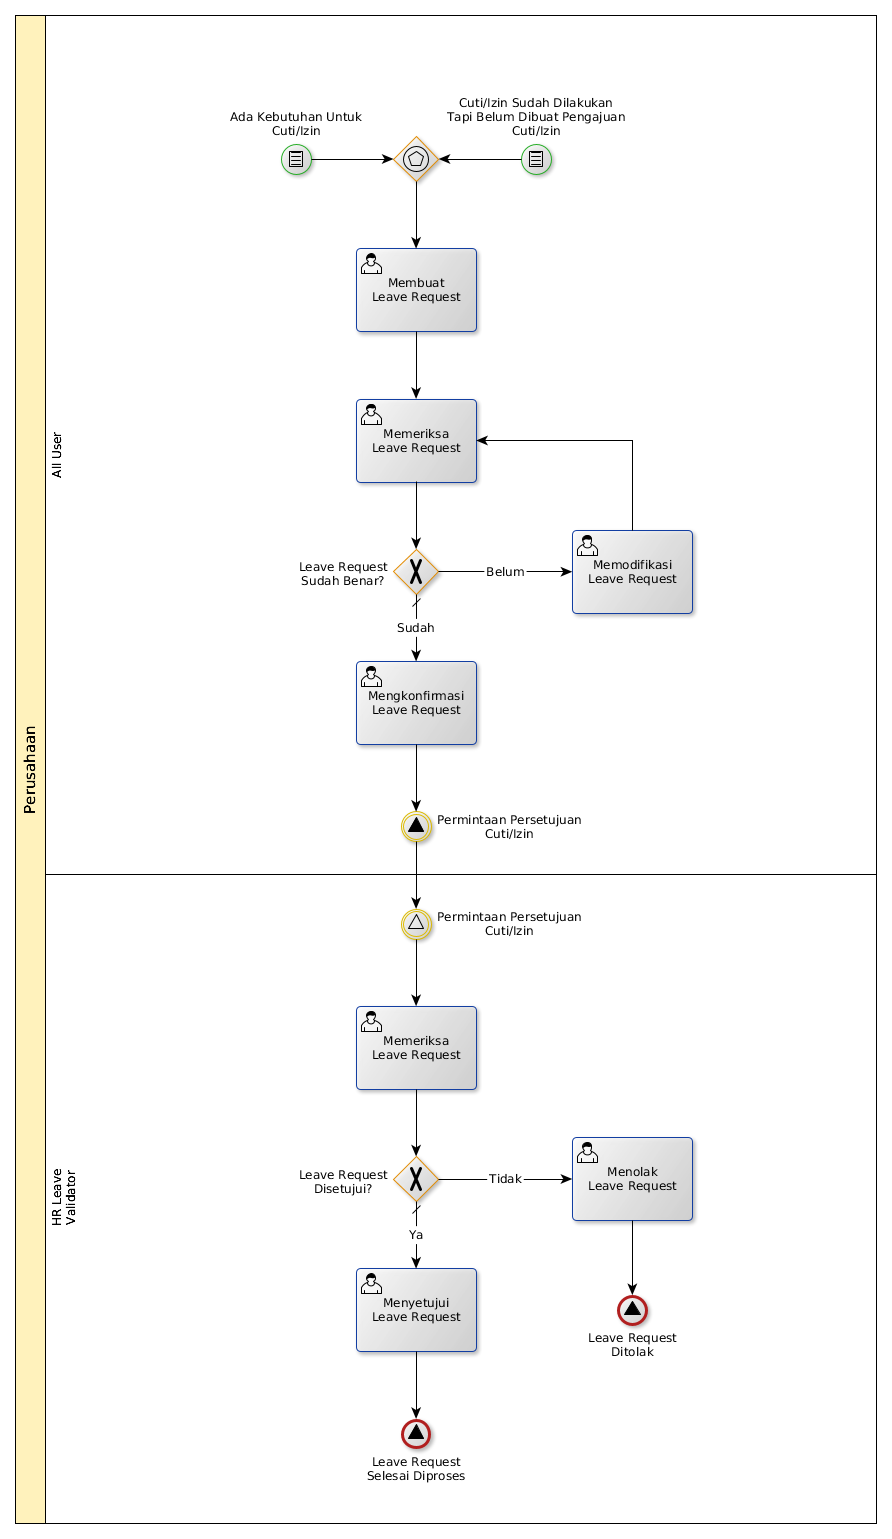 Perusahaan
All User
Ada Kebutuhan Untuk
Cuti/Izin
Cuti/Izin Sudah Dilakukan
Tapi Belum Dibuat Pengajuan
Cuti/Izin
Membuat
Leave Request
Memeriksa
Leave Request
Leave Request
Sudah Benar?
Belum
Memodifikasi
Leave Request
Sudah
Mengkonfirmasi
Leave Request
Permintaan Persetujuan
Cuti/Izin
HR Leave
Validator
Permintaan Persetujuan
Cuti/Izin
Memeriksa
Leave Request
Leave Request
Disetujui?
Tidak
Menolak
Leave Request
Ya
Menyetujui
Leave Request
Leave Request
Ditolak
Leave Request
Selesai Diproses